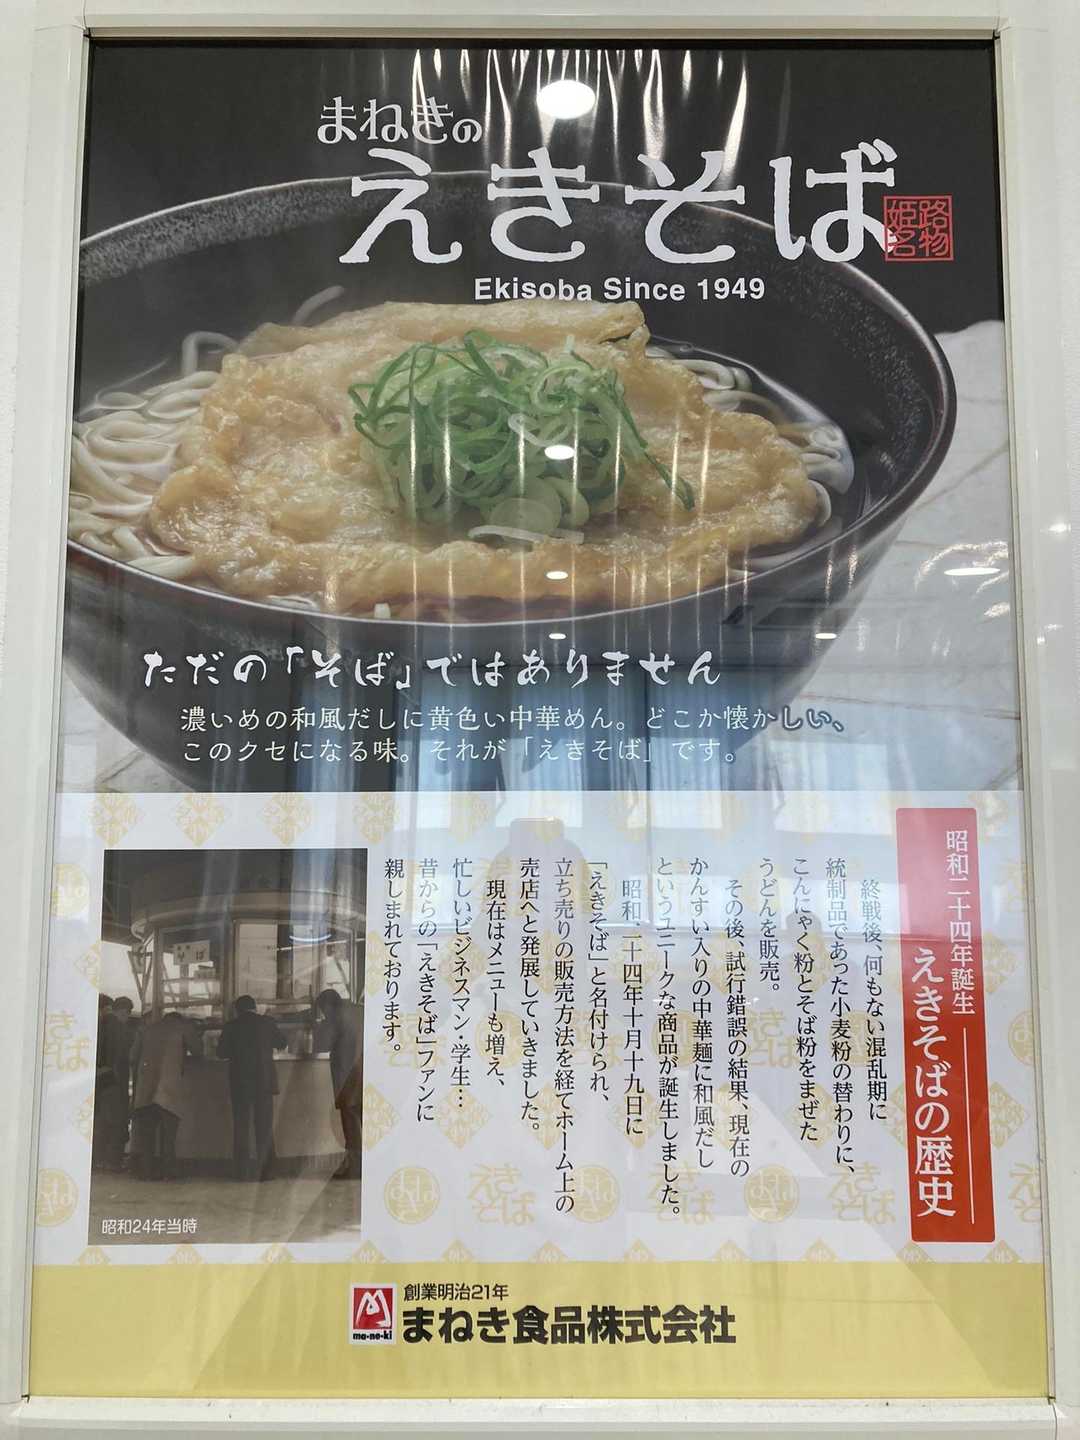 まねきの
えきそば
姫路
名物
Ekisoba Since 1949
ただの「そば」ではありません
濃いめの和風だしに黄色い中華めん。どこか懐かしい、
このクセになる味。それが「えきそば」です。
昭和二十四年誕生
えきそばの歴史
終戦後、何もない混乱期に
統制品であった小麦粉の替わりに、
こんにゃく粉とそば粉をまぜた
うどんを販売。
その後、試行錯誤の結果、現在の
かんすい入りの中華麺に和風だし
というユニークな商品が誕生しました。
昭和、二十四年十月十九日に
「えきそば」と名付けられ、
立ち売りの販売方法を経てホーム上の
売店へと発展していきました。
現在はメニューも増え、
忙しいビジネスマン・学生…
昔からの「えきそば」ファンに
親しまれております。
昭和24年当時
ma-ne-ki
創業明治21年
まねき食品株式会社